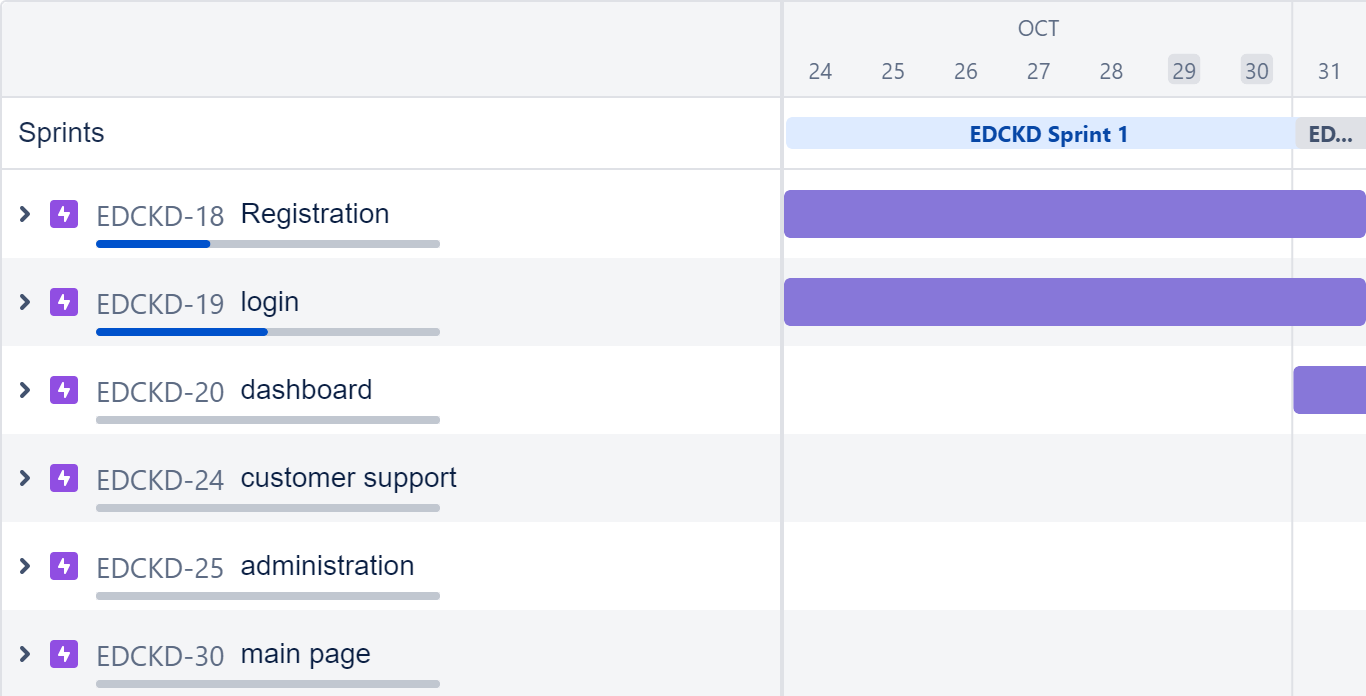 OCT
24 25 26 27 28 29 30 31
Sprints EDCKD Sprint 1 ED...
EDCKD-18 Registration
EDCKD-19 login
EDCKD-20 dashboard
EDCKD-24 customer support
EDCKD-25 administration
EDCKD-30 main page